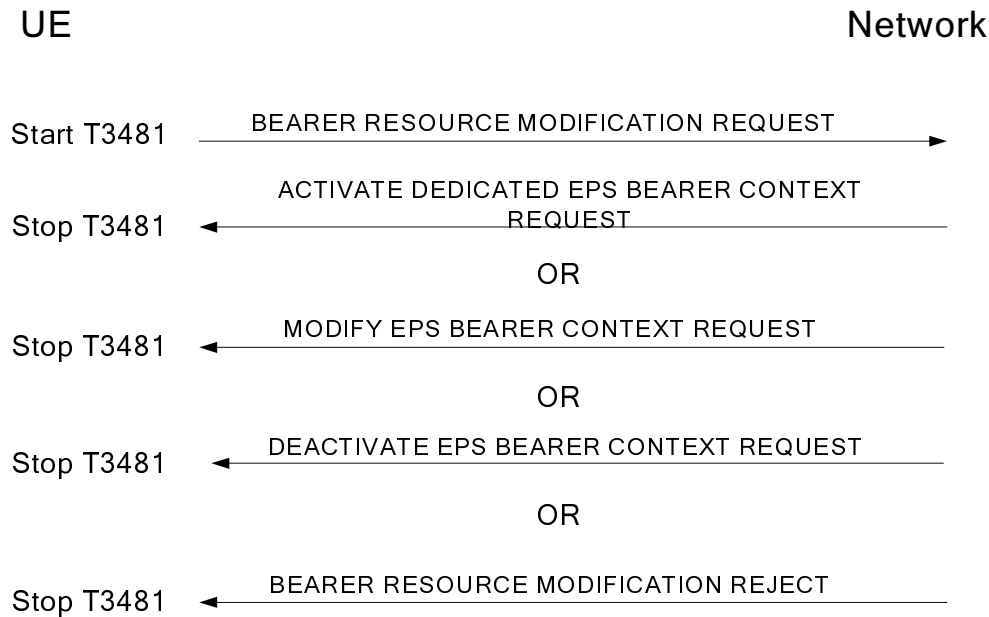 UE
Network
Start T3481
BEARER RESOURCE MODIFICATION REQUEST
ACTIVATE DEDICATED EPS BEARER CONTEXT
REQUEST
Stop T3481
OR
MODIFY EPS BEARER CONTEXT REQUEST
Stop T3481
OR
DEACTIVATE EPS BEARER CONTEXT REQUEST
Stop T3481
OR
BEARER RESOURCE MODIFICATION REJECT
Stop T3481